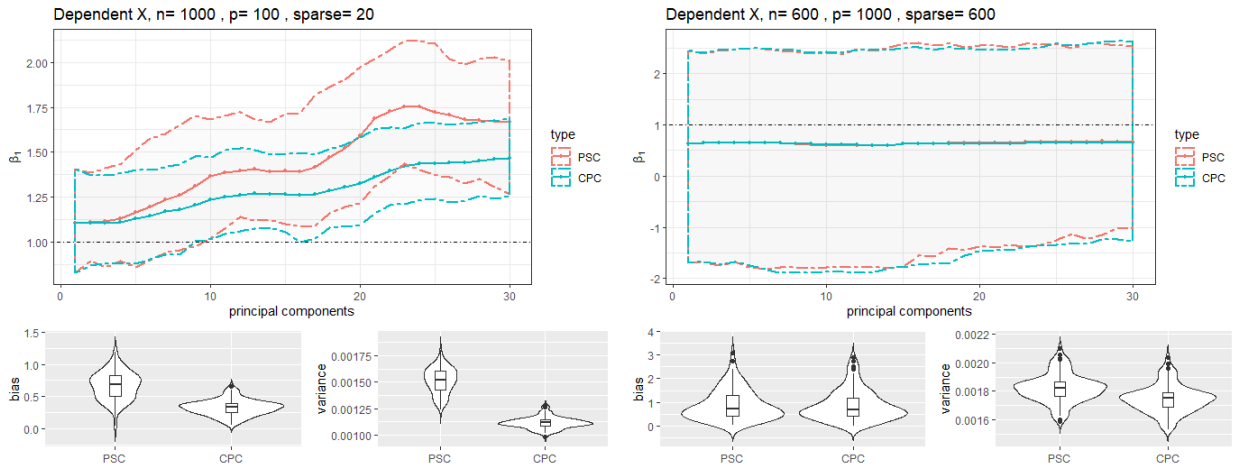 Dependent X, n= 1000 , p= 100 , sparse= 20
2.00
1.75
1.50
1.25
1.00
β1
0 10 20 30
principal components
type
PSC
CPC
Dependent X, n= 600 , p= 1000 , sparse= 600
2
1
0
-1
-2
β1
0 10 20 30
principal components
type
PSC
CPC
1.5
1.0
0.5
0.0
bias
PSC CPC
0.00175
0.00150
0.00125
0.00100
variance
PSC CPC
4
3
2
1
0
bias
PSC CPC
0.0022
0.0020
0.0018
0.0016
variance
PSC CPC